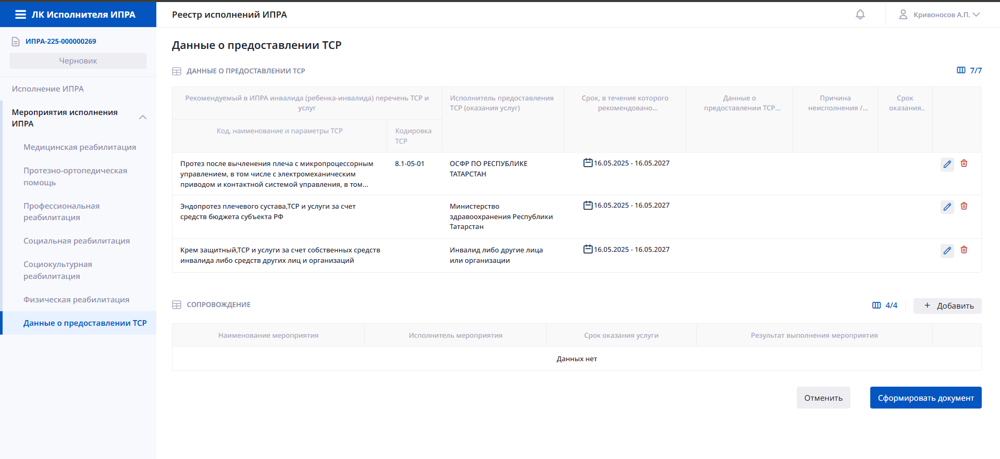 ЛК Исполнителя ИПРА
Реестр исполнений ИПРА
Кривоносов А.П.
ИПРА-225-000000269
Черновик
Исполнение ИПРА
Мероприятия исполнения
ИПРА
Медицинская реабилитация
Протезно-ортопедическая
помощь
Профессиональная
реабилитация
Социальная реабилитация
Социокультурная
реабилитация
Физическая реабилитация
Данные о предоставлении ТСР
Данные о предоставлении ТСР
ДАННЫЕ О ПРЕДОСТАВЛЕНИИ ТСР
7/7
Рекомендуемый в ИПРА инвалида (ребенка-инвалида) перечень ТСР и
услуг
Код, наименование и параметры ТСР
Кодировка
ТСР
Исполнитель предоставления
ТСР (оказания услуг)
Срок, в течение которого
рекомендовано...
Данные о
предоставлении ТСР...
Причина
неисполнения /...
Срок
оказания..
Протез после вычленения плеча с микропроцессорным
управлением, в том числе с электромеханическим
приводом и контактной системой управления, в том...
8.1-05-01
ОСФР ПО РЕСПУБЛИКЕ
ТАТАРСТАН
16.05.2025 - 16.05.2027
Эндопротез плечевого сустава,ТСР и услуги за счет
средств бюджета субъекта РФ
Министерство
здравоохранения Республики
Татарстан
16.05.2025 - 16.05.2027
Крем защитный,ТСР и услуги за счет собственных средств
инвалида либо средств других лиц и организаций
Инвалид либо другие лица
или организации
16.05.2025 - 16.05.2027
СОПРОВОЖДЕНИЕ
4/4
+ Добавить
Наименование мероприятия
Исполнитель мероприятия
Срок оказания услуги
Результат выполнения мероприятия
Данных нет
Отменить
Сформировать документ